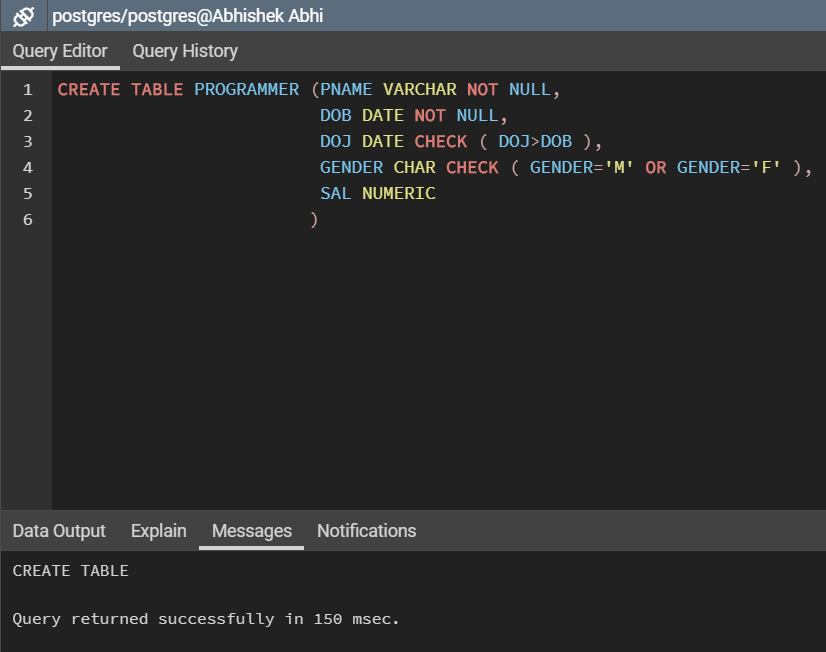 postgres/postgres@Abhishek Abhi
Query Editor Query History
1 CREATE TABLE PROGRAMMER (PNAME VARCHAR NOT NULL,
2 DOB DATE NOT NULL,
3 DOJ DATE CHECK ( DOJ>DOB ),
4 GENDER CHAR CHECK ( GENDER='M' OR GENDER='F' ),
5 SAL NUMERIC
6 )
Data Output Explain Messages Notifications
CREATE TABLE
Query returned successfully in 150 msec.